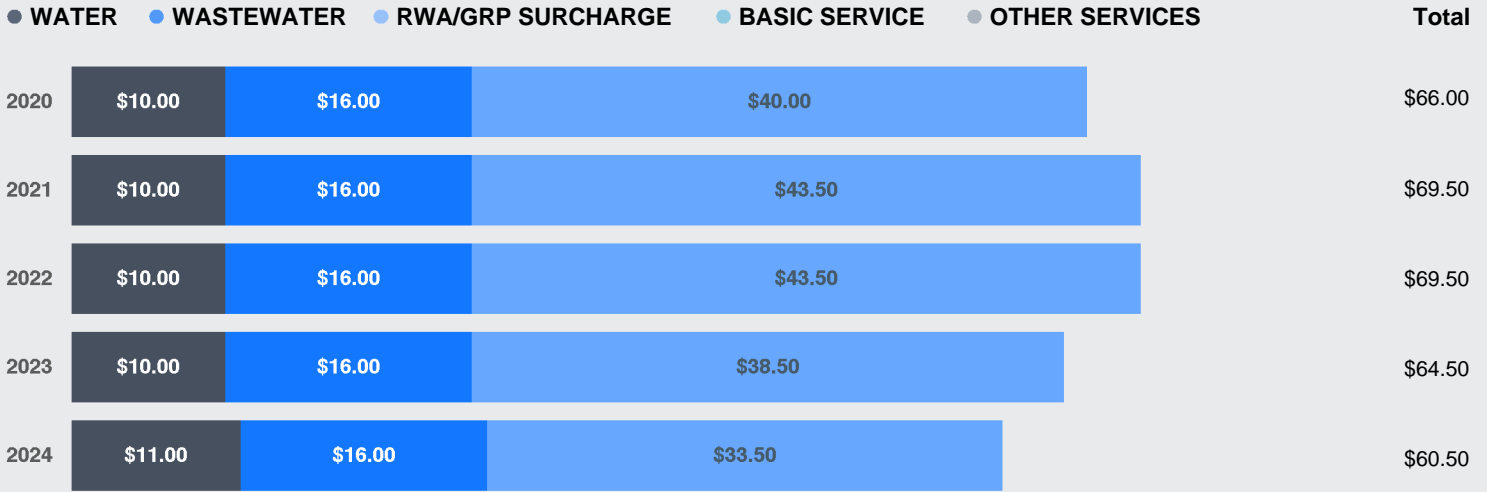 WATER WASTEWATER RWA/GRP SURCHARGE BASIC SERVICE OTHER SERVICES Total
2020 $10.00 $16.00 $40.00 $66.00
2021 $10.00 $16.00 $43.50 $69.50
2022 $10.00 $16.00 $43.50 $69.50
2023 $10.00 $16.00 $38.50 $64.50
2024 $11.00 $16.00 $33.50 $60.50